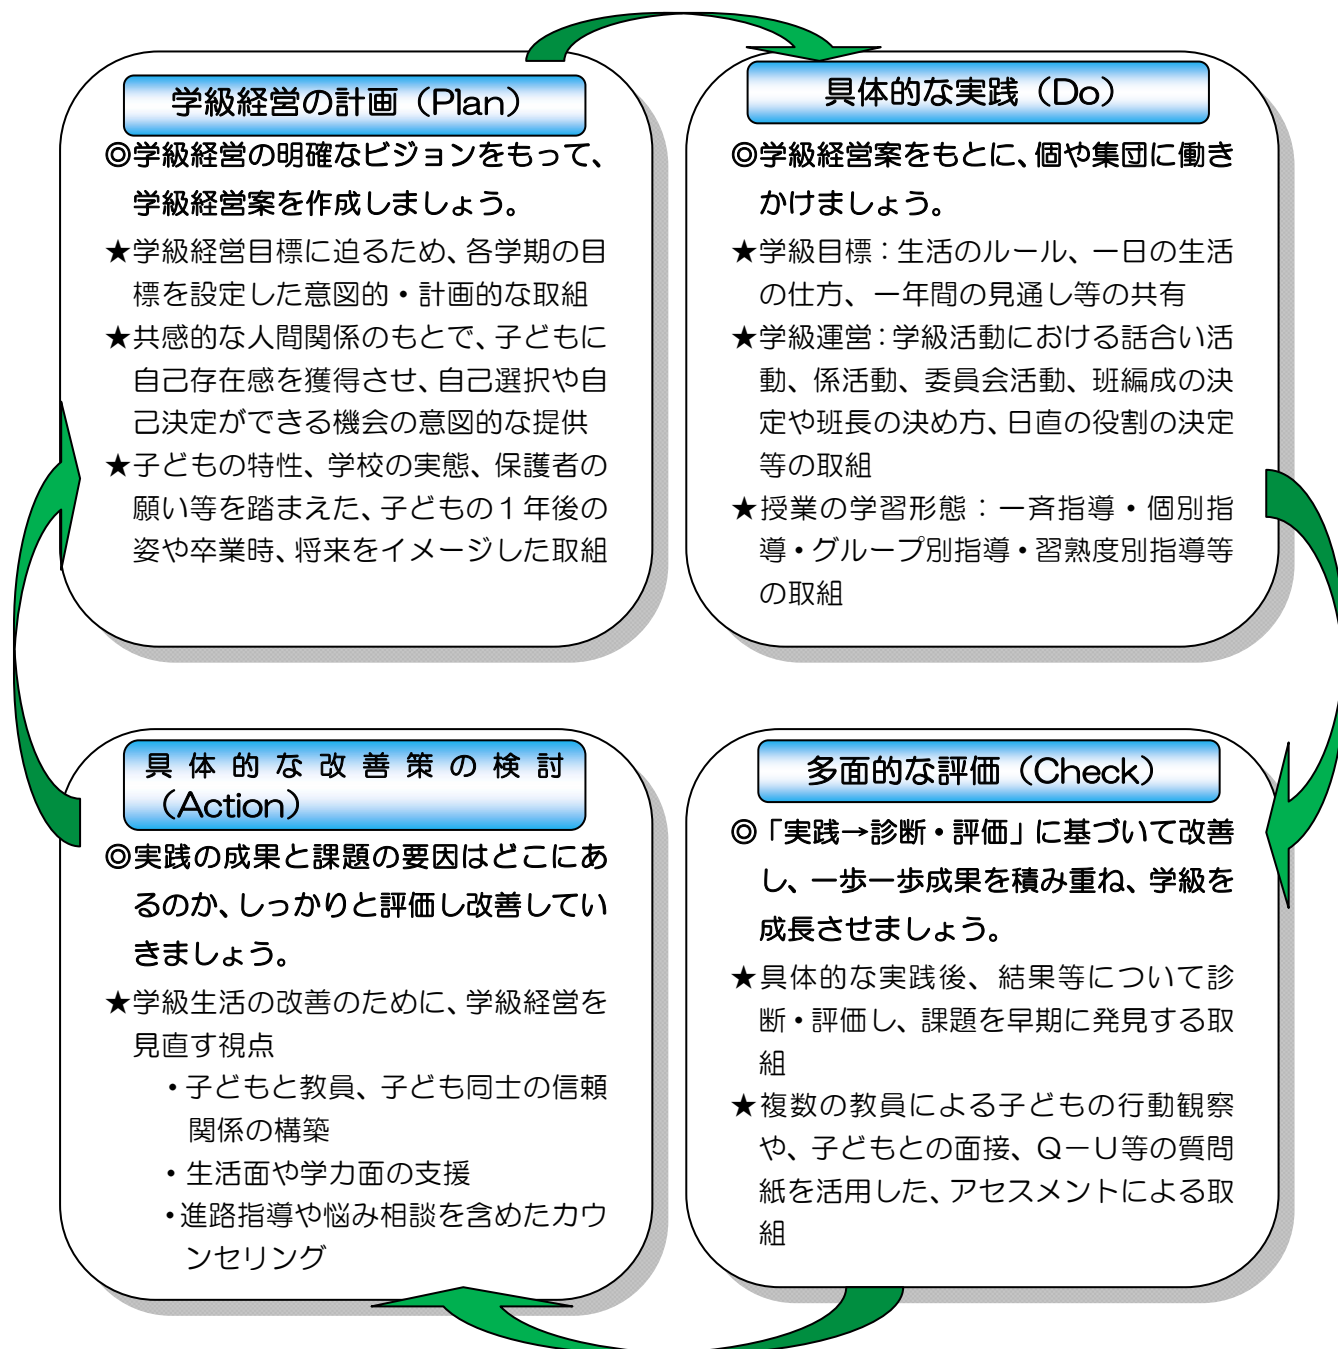 学級経営の計画（Plan）
◎学級経営の明確なビジョンをもって、
学級経営案を作成しましょう。
★学級経営目標に迫るため、各学期の目
標を設定した意図的・計画的な取組
★共感的な人間関係のもとで、子どもに
自己存在感を獲得させ、自己選択や自
己決定ができる機会の意図的な提供
★子どもの特性、学校の実態、保護者の
願い等を踏まえた、子どもの１年後の
姿や卒業時、将来をイメージした取組
具体的な実践（Do）
◎学級経営案をもとに、個や集団に働き
かけましょう。
★学級目標：生活のルール、一日の生活
の仕方、一年間の見通し等の共有
★学級運営：学級活動における話合い活
動、係活動、委員会活動、班編成の決
定や班長の決め方、日直の役割の決定
等の取組
★授業の学習形態：一斉指導・個別指
導・グループ別指導・習熟度別指導等
の取組
具体的な改善策の検討
（Action）
◎実践の成果と課題の要因はどこにあ
るのか、しっかりと評価し改善してい
きましょう。
★学級生活の改善のために、学級経営を
見直す視点
・子どもと教員、子ども同士の信頼
関係の構築
・生活面や学力面の支援
・進路指導や悩み相談を含めたカウ
ンセリング
多面的な評価（Check）
◎「実践→診断・評価」に基づいて改善
し、一歩一歩成果を積み重ね、学級を
成長させましょう。
★具体的な実践後、結果等について診
断・評価し、課題を早期に発見する取
組
★複数の教員による子どもの行動観察
や、子どもとの面接、Ｑ－Ｕ等の質問
紙を活用した、アセスメントによる取
組